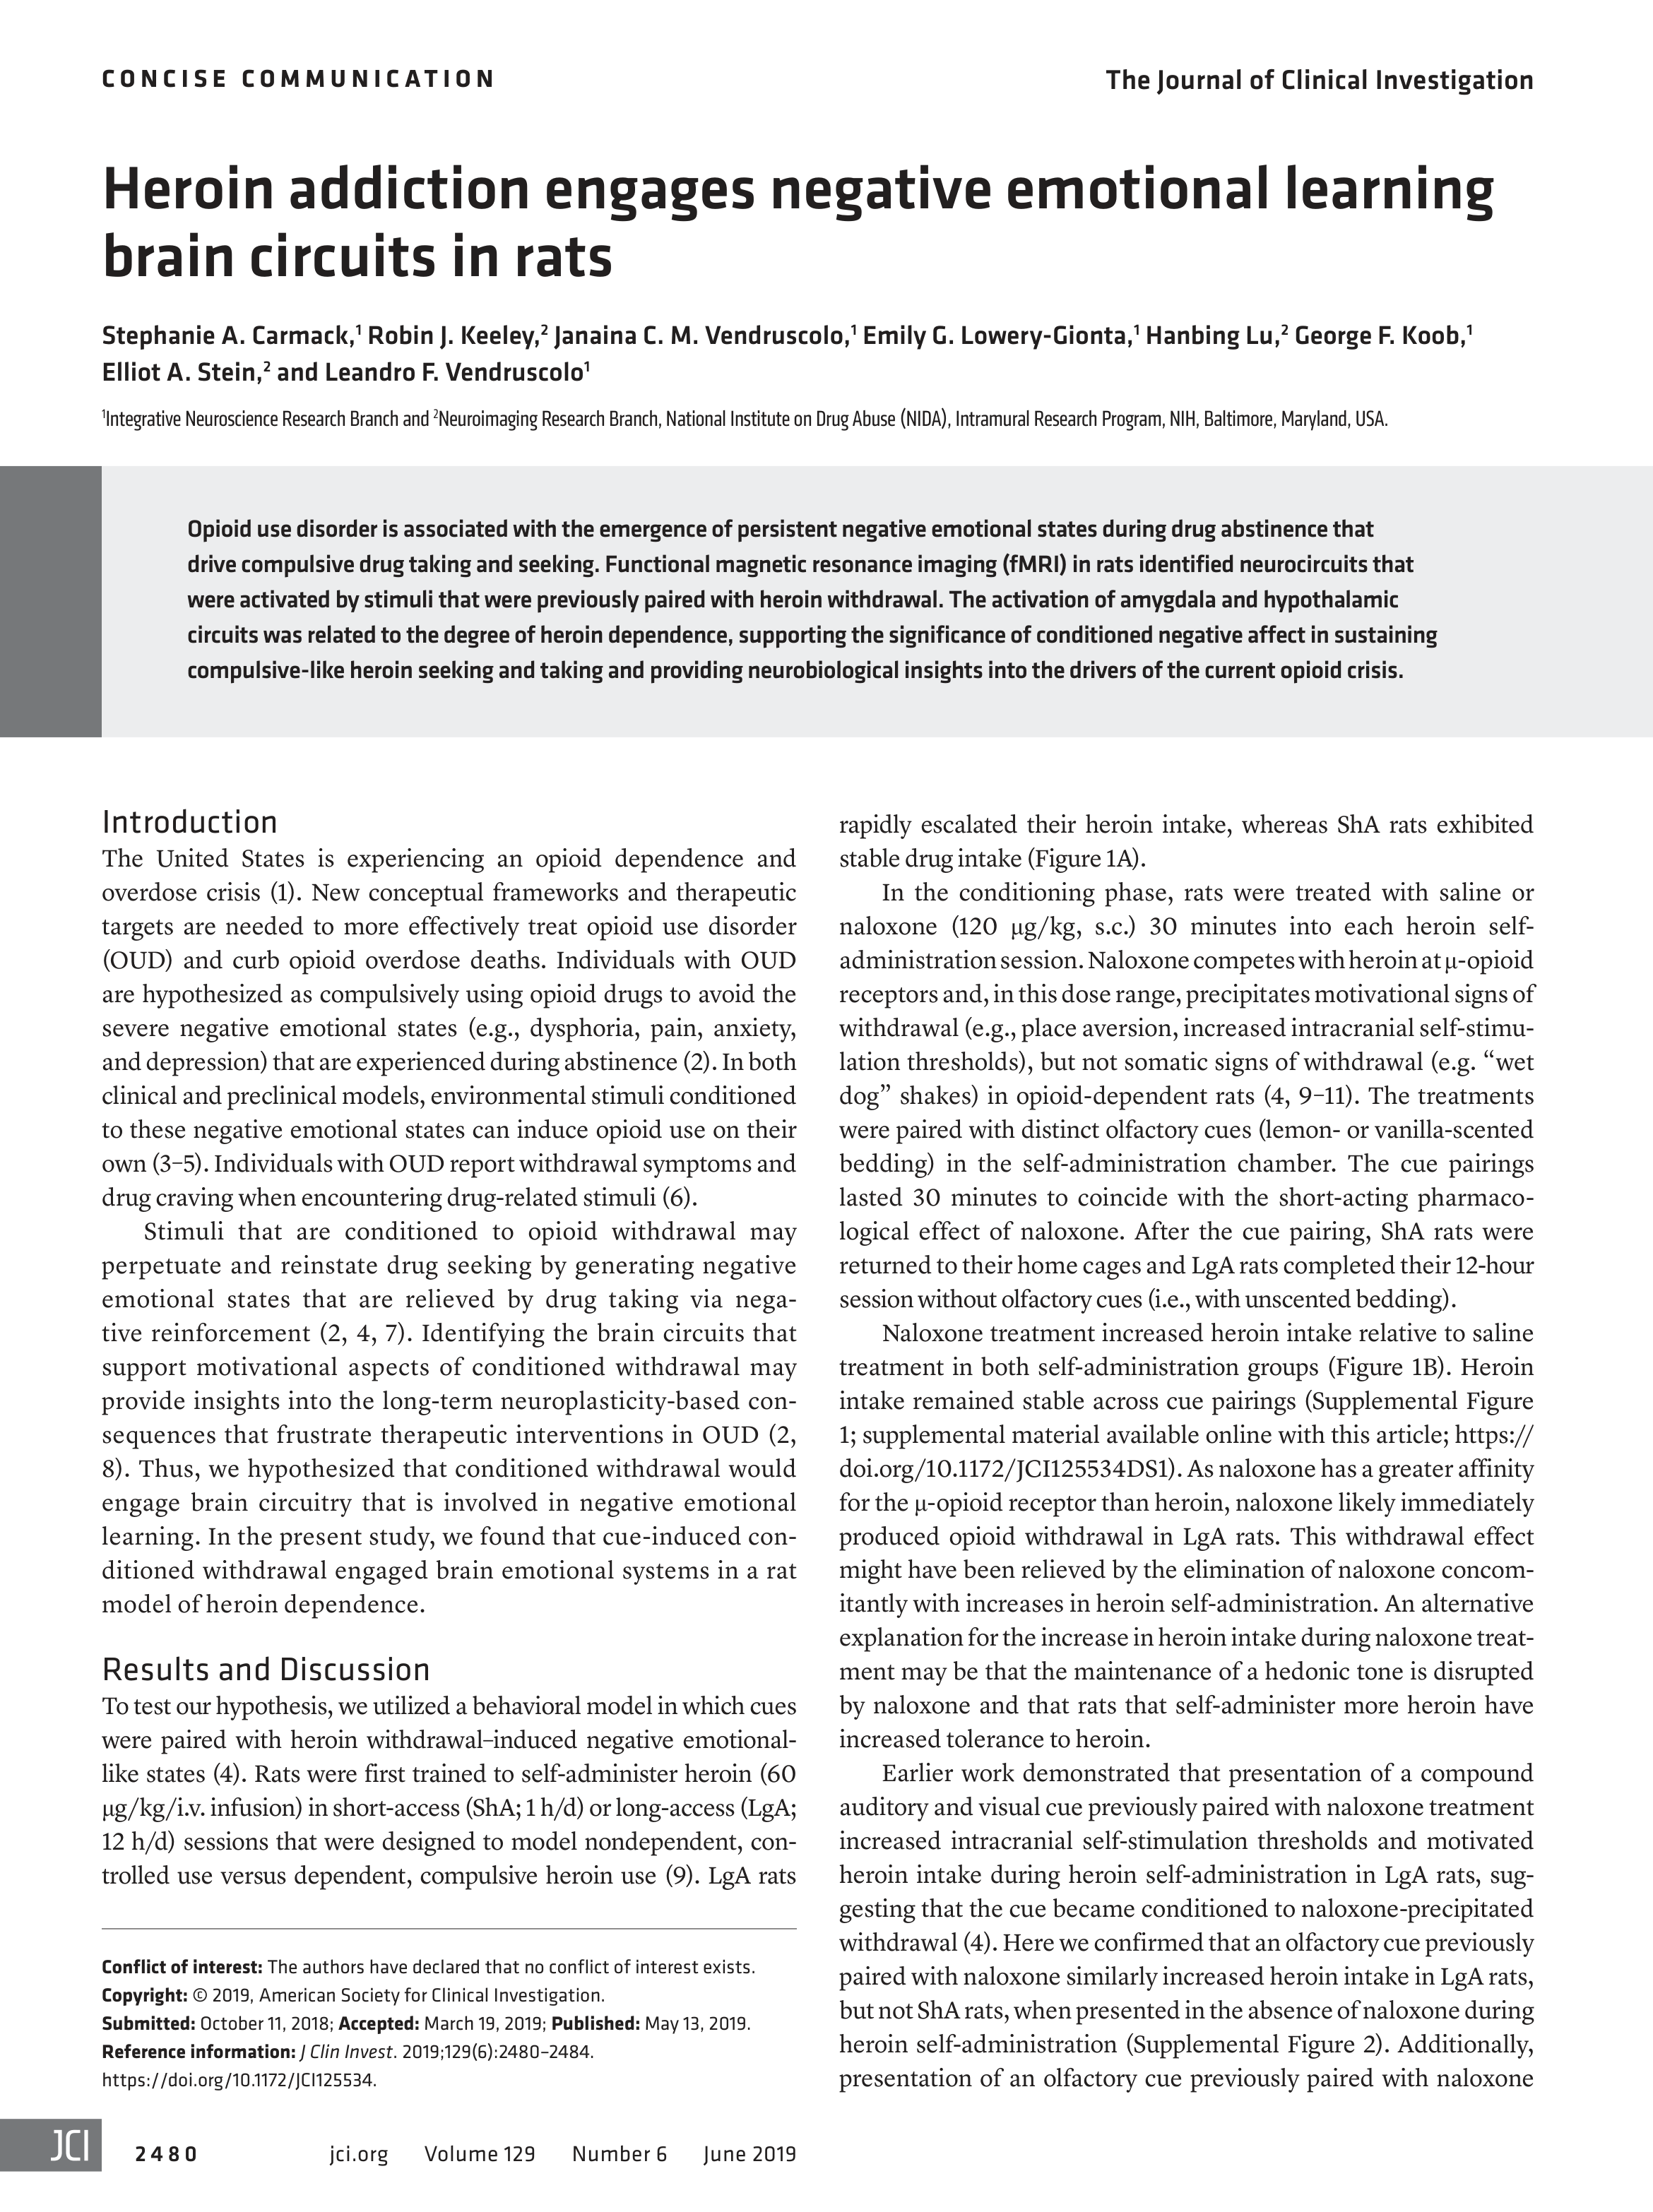 CONCISE COMMUNICATION
The Journal of Clinical Investigation
Heroin addiction engages negative emotional learning
brain circuits in rats
Stephanie A. Carmack,1 Robin J. Keeley,2 Janaina C. M. Vendruscolo,1 Emily G. Lowery-Gionta,1 Hanbing Lu,2 George F. Koob,1
Elliot A. Stein,2 and Leandro F. Vendruscolo1
1Integrative Neuroscience Research Branch and 2Neuroimaging Research Branch, National Institute on Drug Abuse (NIDA), Intramural Research Program, NIH, Baltimore, Maryland, USA.
Opioid use disorder is associated with the emergence of persistent negative emotional states during drug abstinence that
drive compulsive drug taking and seeking. Functional magnetic resonance imaging (fMRI) in rats identified neurocircuits that
were activated by stimuli that were previously paired with heroin withdrawal. The activation of amygdala and hypothalamic
circuits was related to the degree of heroin dependence, supporting the significance of conditioned negative affect in sustaining
compulsive-like heroin seeking and taking and providing neurobiological insights into the drivers of the current opioid crisis.
Introduction
The United States is experiencing an opioid dependence and
overdose crisis (1). New conceptual frameworks and therapeutic
targets are needed to more effectively treat opioid use disorder
(OUD) and curb opioid overdose deaths. Individuals with OUD
are hypothesized as compulsively using opioid drugs to avoid the
severe negative emotional states (e.g., dysphoria, pain, anxiety,
and depression) that are experienced during abstinence (2). In both
clinical and preclinical models, environmental stimuli conditioned
to these negative emotional states can induce opioid use on their
own (3–5). Individuals with OUD report withdrawal symptoms and
drug craving when encountering drug-related stimuli (6).
Stimuli that are conditioned to opioid withdrawal may
perpetuate and reinstate drug seeking by generating negative
emotional states that are relieved by drug taking via nega-
tive reinforcement (2, 4, 7). Identifying the brain circuits that
support motivational aspects of conditioned withdrawal may
provide insights into the long-term neuroplasticity-based con-
sequences that frustrate therapeutic interventions in OUD (2,
8). Thus, we hypothesized that conditioned withdrawal would
engage brain circuitry that is involved in negative emotional
learning. In the present study, we found that cue-induced con-
ditioned withdrawal engaged brain emotional systems in a rat
model of heroin dependence.
Results and Discussion
To test our hypothesis, we utilized a behavioral model in which cues
were paired with heroin withdrawal–induced negative emotional-
like states (4). Rats were first trained to self-administer heroin (60
μg/kg/i.v. infusion) in short-access (ShA; 1 h/d) or long-access (LgA;
12 h/d) sessions that were designed to model nondependent, con-
trolled use versus dependent, compulsive heroin use (9). LgA rats
Conflict of interest: The authors have declared that no conflict of interest exists.
Copyright: © 2019, American Society for Clinical Investigation.
Submitted: October 11, 2018; Accepted: March 19, 2019; Published: May 13, 2019.
Reference information: J Clin Invest. 2019;129(6):2480–2484.
https://doi.org/10.1172/JCI125534.
rapidly escalated their heroin intake, whereas ShA rats exhibited
stable drug intake (Figure 1A).
In the conditioning phase, rats were treated with saline or
naloxone (120 μg/kg, s.c.) 30 minutes into each heroin self-
administration session. Naloxone competes with heroin at μ-opioid
receptors and, in this dose range, precipitates motivational signs of
withdrawal (e.g., place aversion, increased intracranial self-stimu-
lation thresholds), but not somatic signs of withdrawal (e.g. “wet
dog” shakes) in opioid-dependent rats (4, 9–11). The treatments
were paired with distinct olfactory cues (lemon- or vanilla-scented
bedding) in the self-administration chamber. The cue pairings
lasted 30 minutes to coincide with the short-acting pharmaco-
logical effect of naloxone. After the cue pairing, ShA rats were
returned to their home cages and LgA rats completed their 12-hour
session without olfactory cues (i.e., with unscented bedding).
Naloxone treatment increased heroin intake relative to saline
treatment in both self-administration groups (Figure 1B). Heroin
intake remained stable across cue pairings (Supplemental Figure
1; supplemental material available online with this article; https://
doi.org/10.1172/JCI125534DS1). As naloxone has a greater affinity
for the μ-opioid receptor than heroin, naloxone likely immediately
produced opioid withdrawal in LgA rats. This withdrawal effect
might have been relieved by the elimination of naloxone concom-
itantly with increases in heroin self-administration. An alternative
explanation for the increase in heroin intake during naloxone treat-
ment may be that the maintenance of a hedonic tone is disrupted
by naloxone and that rats that self-administer more heroin have
increased tolerance to heroin.
Earlier work demonstrated that presentation of a compound
auditory and visual cue previously paired with naloxone treatment
increased intracranial self-stimulation thresholds and motivated
heroin intake during heroin self-administration in LgA rats, sug-
gesting that the cue became conditioned to naloxone-precipitated
withdrawal (4). Here we confirmed that an olfactory cue previously
paired with naloxone similarly increased heroin intake in LgA rats,
but not ShA rats, when presented in the absence of naloxone during
heroin self-administration (Supplemental Figure 2). Additionally,
presentation of an olfactory cue previously paired with naloxone
JCI 2480 jci.org Volume 129 Number 6 June 2019